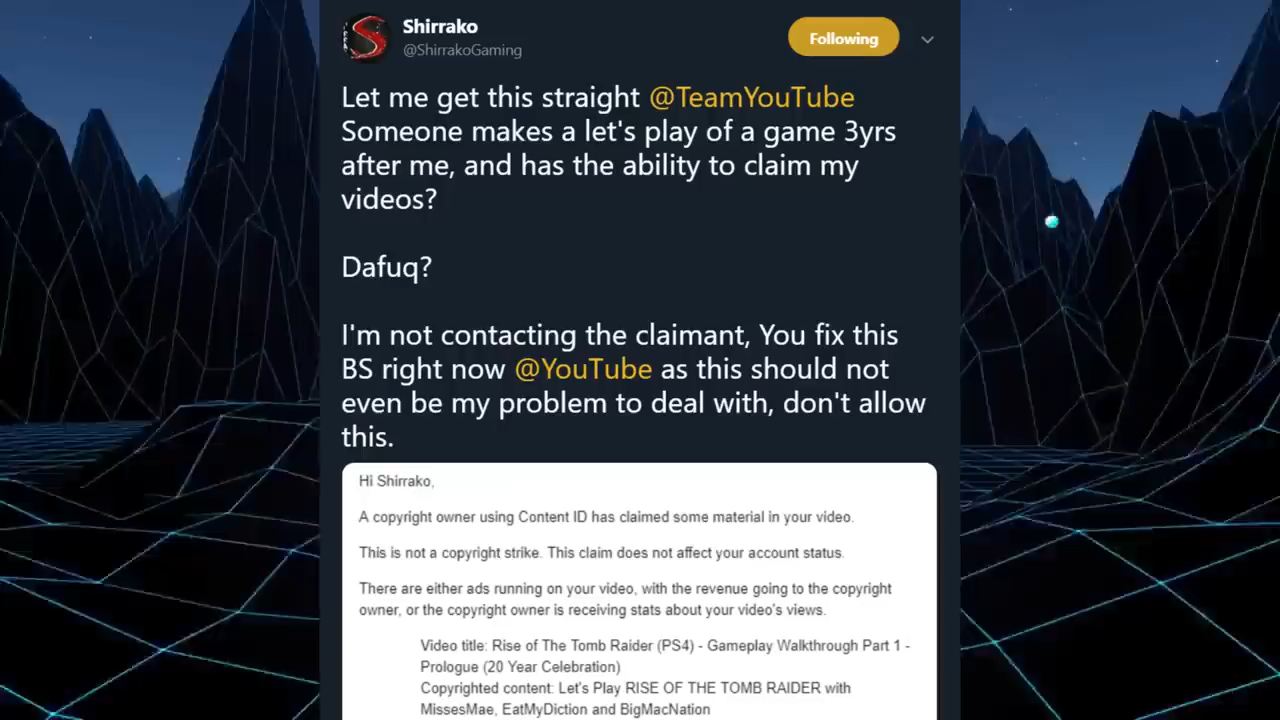 Shirrako
@ShirrakoGaming
Following
Let me get this straight @TeamYouTube
Someone makes a let's play of a game 3yrs
after me, and has the ability to claim my
videos?
Dafuq?
I'm not contacting the claimant, You fix this
BS right now @YouTube as this should not
even be my problem to deal with, don't allow
this.
Hi Shirrako,
A copyright owner using Content ID has claimed some material in your video.
This is not a copyright strike. This claim does not affect your account status.
There are either ads running on your video, with the revenue going to the copyright
owner, or the copyright owner is receiving stats about your video's views.
Video title: Rise of The Tomb Raider (PS4) - Gameplay Walkthrough Part 1 -
Prologue (20 Year Celebration)
Copyrighted content: Let's Play RISE OF THE TOMB RAIDER with
MissesMae, EatMyDiction and BigMacNation